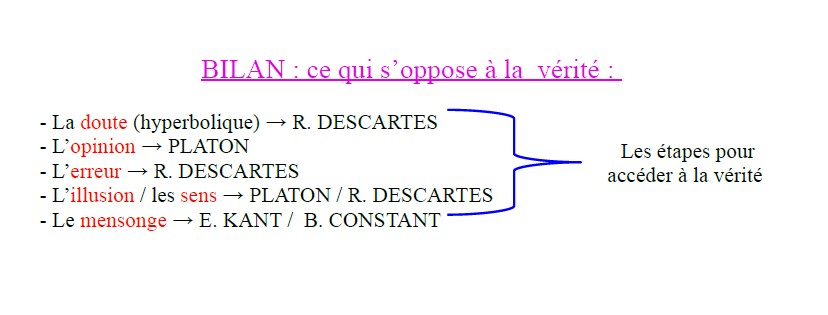 BILAN : ce qui s’oppose à la vérité :
- La doute (hyperbolique) → R. DESCARTES
- L’opinion → PLATON
- L’erreur → R. DESCARTES
- L’illusion / les sens → PLATON / R. DESCARTES
- Le mensonge → E. KANT / B. CONSTANT
Les étapes pour
accéder à la vérité